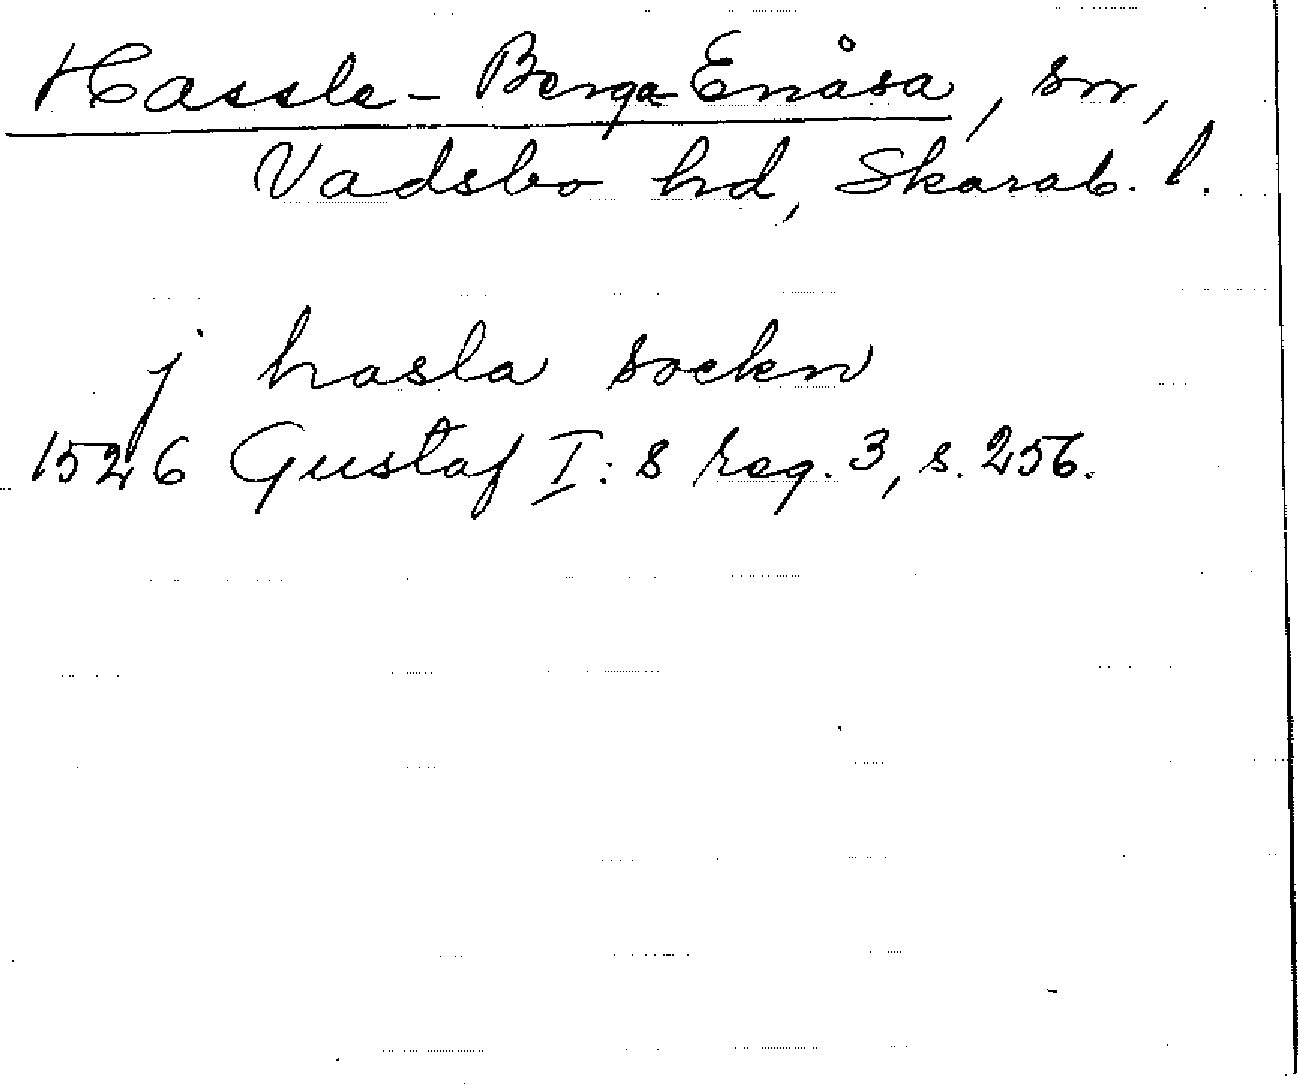 Hassle-Berga-Enåsa, sn,
Vadsbo hd, Skarab. l.
j hasla sockn
1526 Gustaf I: s reg. 3, s. 256.